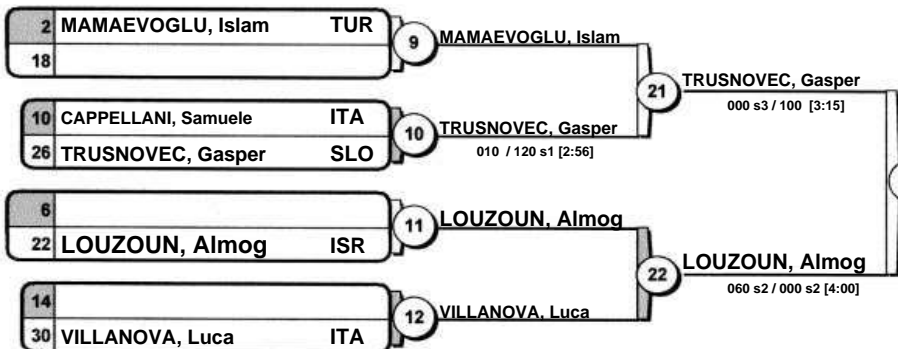 2 MAMAEVOGLU, Islam TUR
18
9
MAMAEVOGLU, Islam
10 CAPPELLANI, Samuele ITA
26 TRUSNOVEC, Gasper SLO
10
TRUSNOVEC, Gasper
010 / 120 s1 [2:56]
21
TRUSNOVEC, Gasper
000 s3 / 100 [3:15]
6
22 LOUZOUN, Almog ISR
11
LOUZOUN, Almog
14
30 VILLANOVA, Luca ITA
12
VILLANOVA, Luca
22
LOUZOUN, Almog
060 s2 / 000 s2 [4:00]